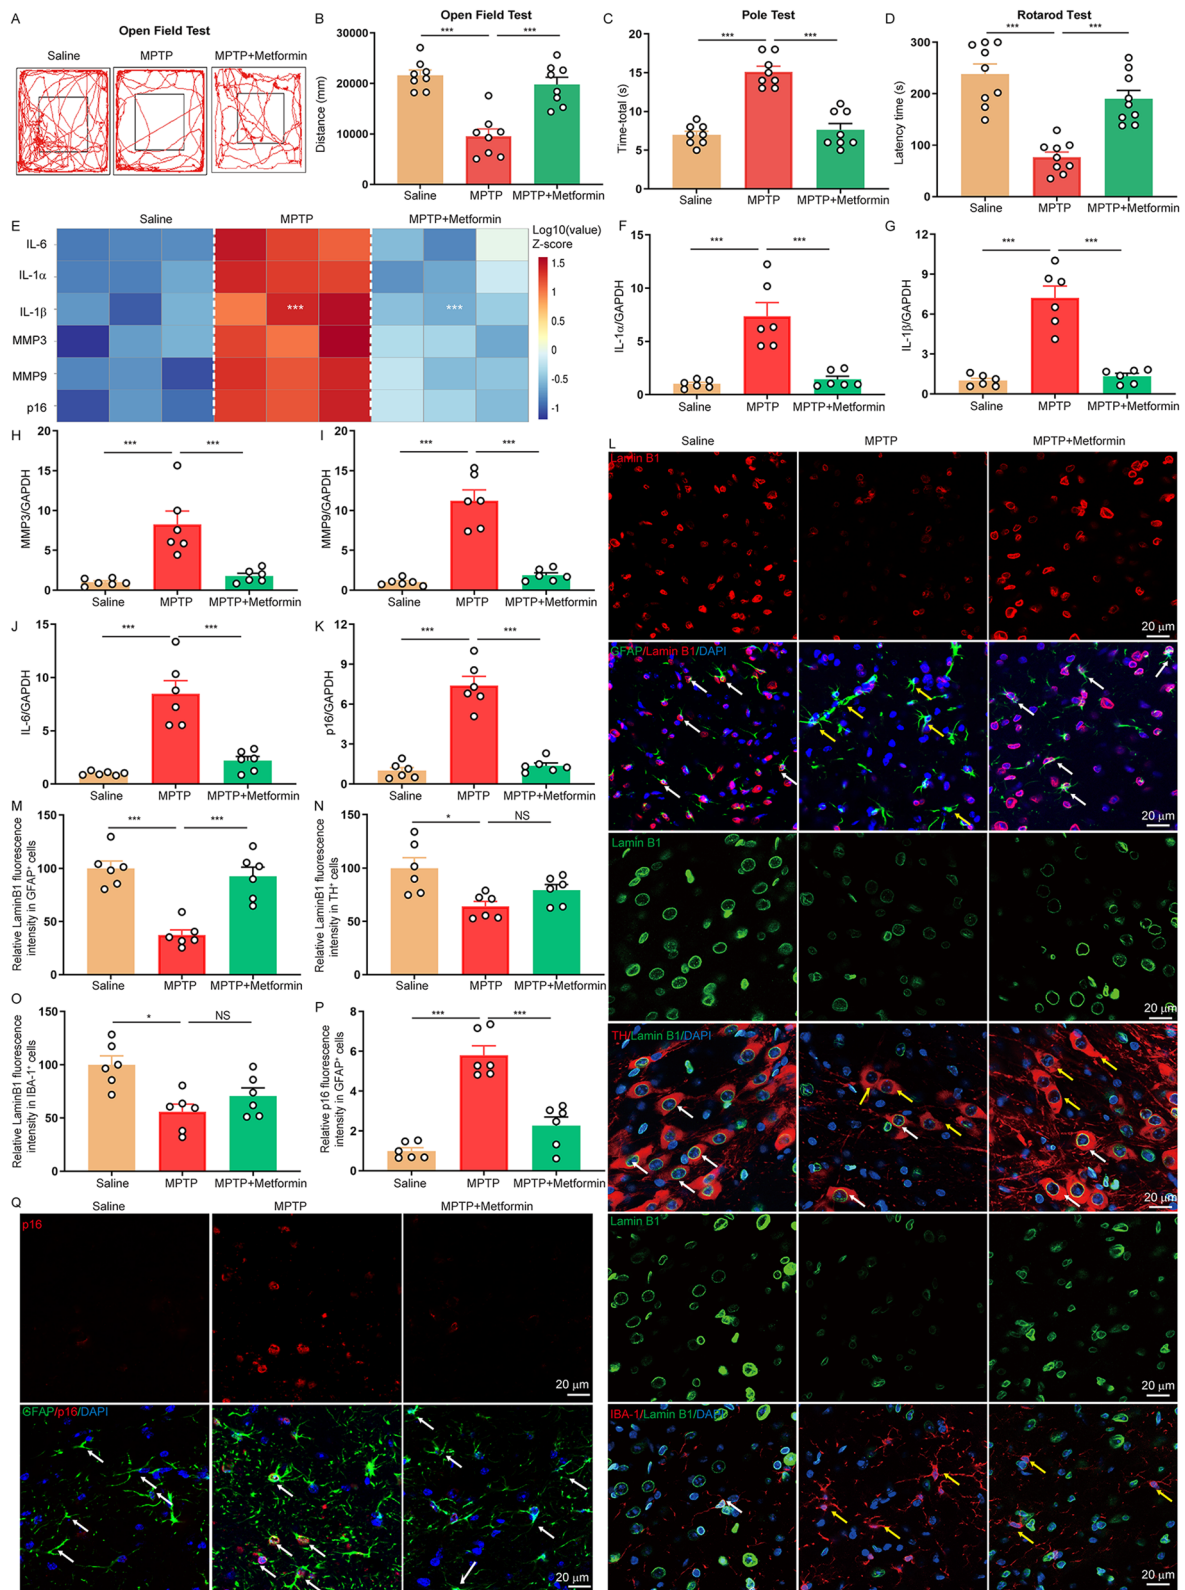 A
Open Field Test
Saline
MPTP
MPTP+Metformin
B
Open Field Test
***
***
30000
20000
10000
0
Distance (mm)
Saline
MPTP
MPTP+Metformin
C
Pole Test
***
***
20
15
10
5
0
Time-total (s)
Saline
MPTP
MPTP+Metformin
D
Rotarod Test
***
***
300
200
100
0
Latency time (s)
Saline
MPTP
MPTP+Metformin
E
Saline
MPTP
MPTP+Metformin
IL-6
IL-1α
IL-1β
MMP3
MMP9
p16
***
***
Log10(value)
Z-score
1.5
1
0.5
0
-0.5
-1
F
***
***
15
10
5
0
IL-1α/GAPDH
Saline
MPTP
MPTP+Metformin
G
***
***
12
9
6
3
0
IL-1β/GAPDH
Saline
MPTP
MPTP+Metformin
H
***
***
20
15
10
5
0
MMP3/GAPDH
Saline
MPTP
MPTP+Metformin
I
***
***
20
15
10
5
0
MMP9/GAPDH
Saline
MPTP
MPTP+Metformin
J
***
***
15
10
5
0
IL-6/GAPDH
Saline
MPTP
MPTP+Metformin
K
***
***
12
9
6
3
0
p16/GAPDH
Saline
MPTP
MPTP+Metformin
L
Saline
MPTP
MPTP+Metformin
Lamin B1
20 μm
GFAP/Lamin B1/DAPI
20 μm
Lamin B1
20 μm
TH/Lamin B1/DAPI
20 μm
Lamin B1
20 μm
IBA-1/Lamin B1/DAPI
20 μm
M
***
***
150
100
50
0
Relative LaminB1 fluorescence
intensity in GFAP⁺ cells
Saline
MPTP
MPTP+Metformin
N
*
NS
150
100
50
0
Relative LaminB1 fluorescence
intensity in TH⁺ cells
Saline
MPTP
MPTP+Metformin
O
*
NS
150
100
50
0
Relative LaminB1 fluorescence
intensity in IBA-1⁺ cells
Saline
MPTP
MPTP+Metformin
P
***
***
8
6
4
2
0
Relative p16 fluorescence
intensity in GFAP⁺ cells
Saline
MPTP
MPTP+Metformin
Q
Saline
MPTP
MPTP+Metformin
p16
20 μm
GFAP/p16/DAPI
20 μm